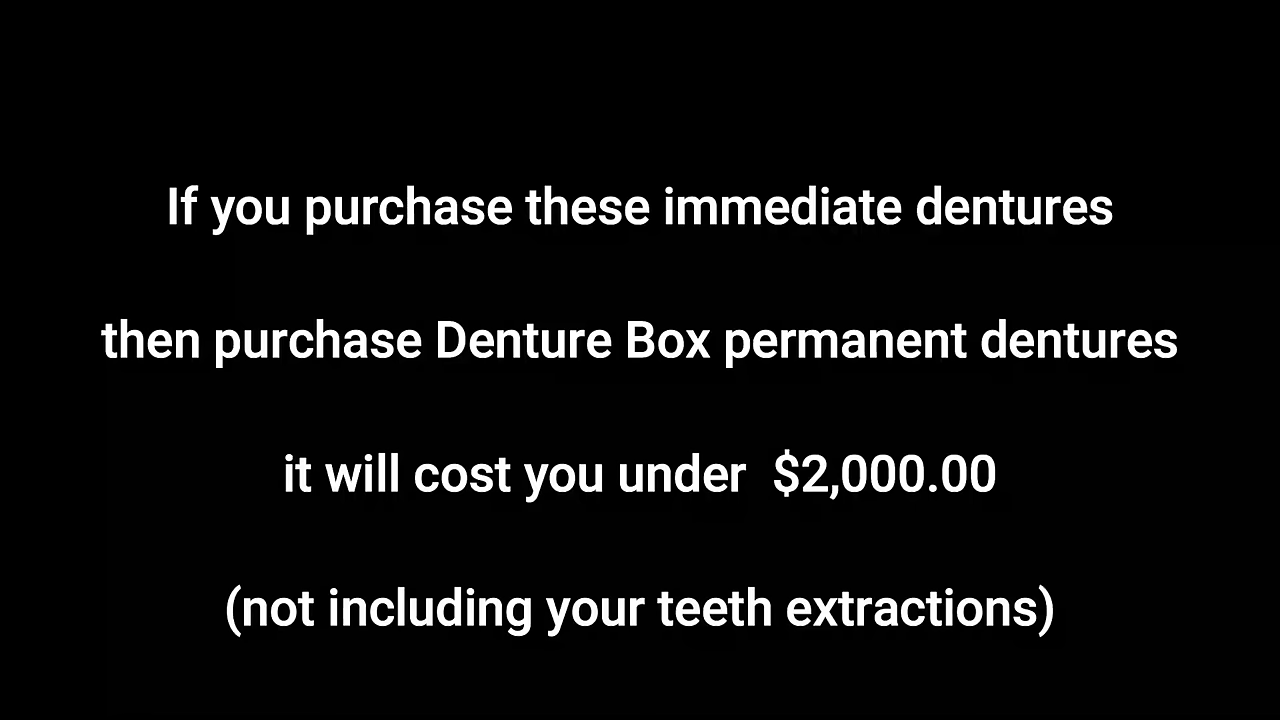 If you purchase these immediate dentures
then purchase Denture Box permanent dentures
it will cost you under  $2,000.00
(not including your teeth extractions)